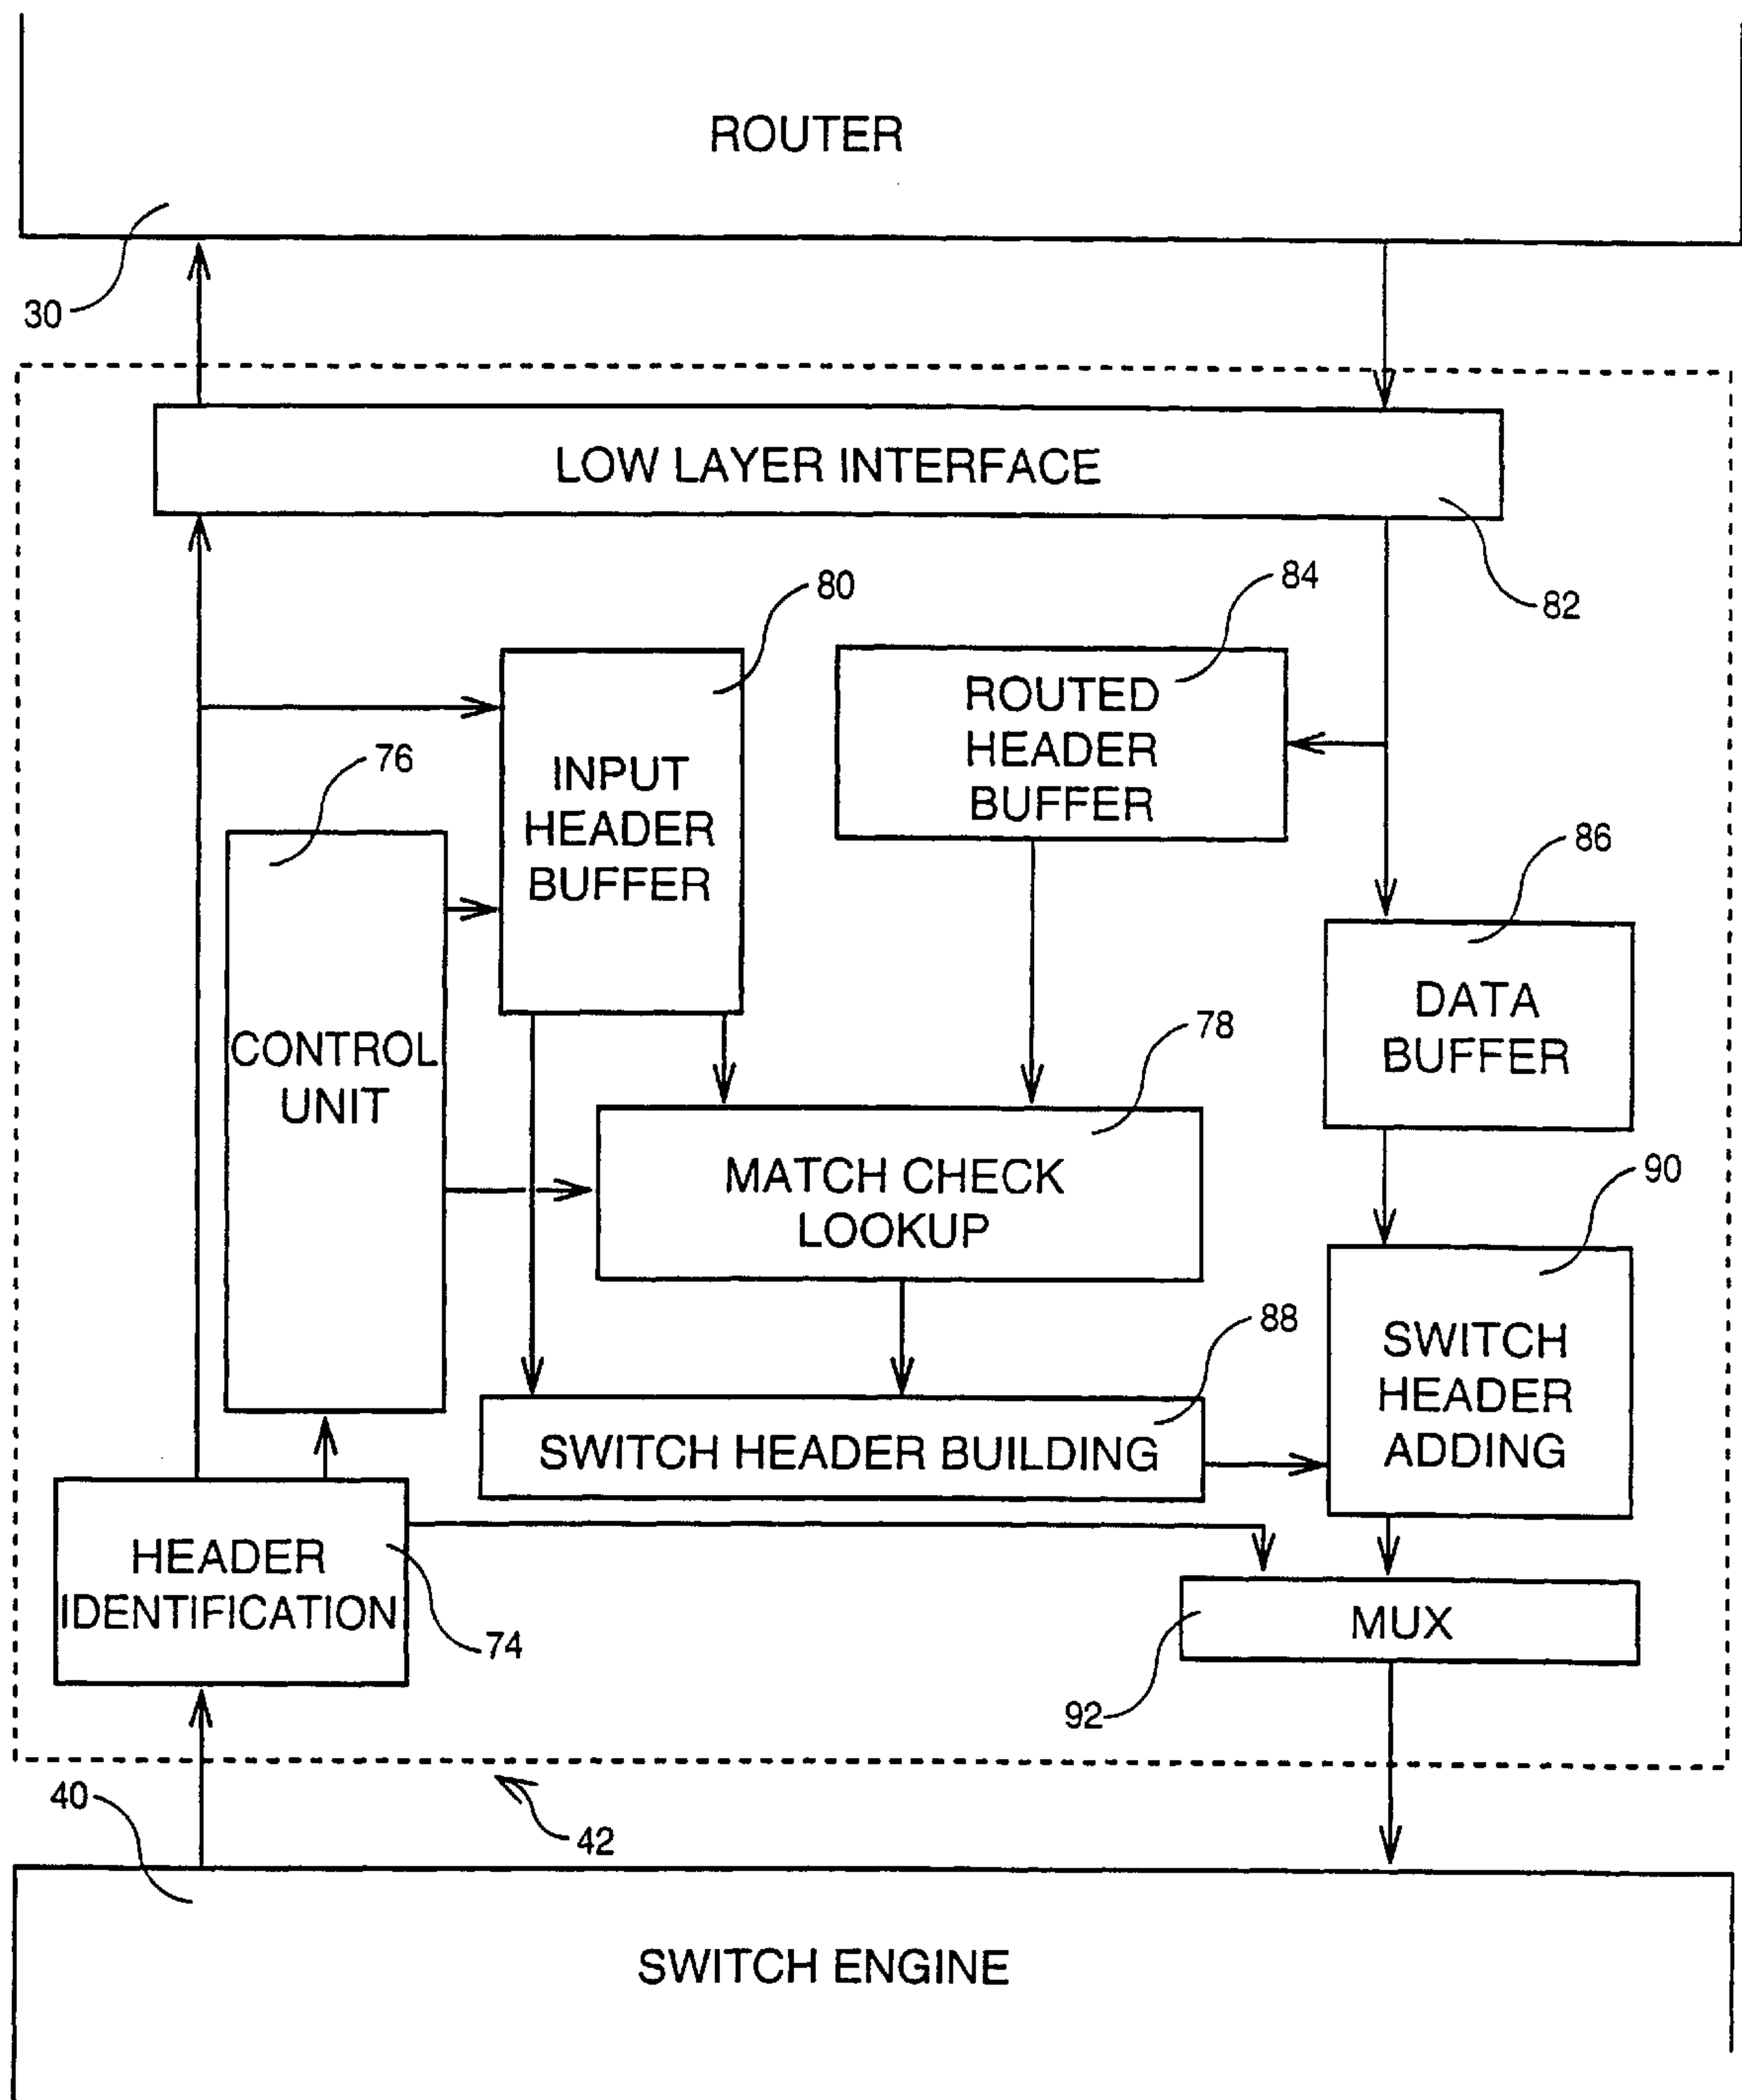 ROUTER
30
LOW LAYER INTERFACE
82
80
84
ROUTED
HEADER
BUFFER
76
INPUT
HEADER
BUFFER
86
DATA
BUFFER
CONTROL
UNIT
78
MATCH CHECK
LOOKUP
90
SWITCH
HEADER
ADDING
88
SWITCH HEADER BUILDING
HEADER
IDENTIFICATION
74
MUX
92
40
42
SWITCH ENGINE